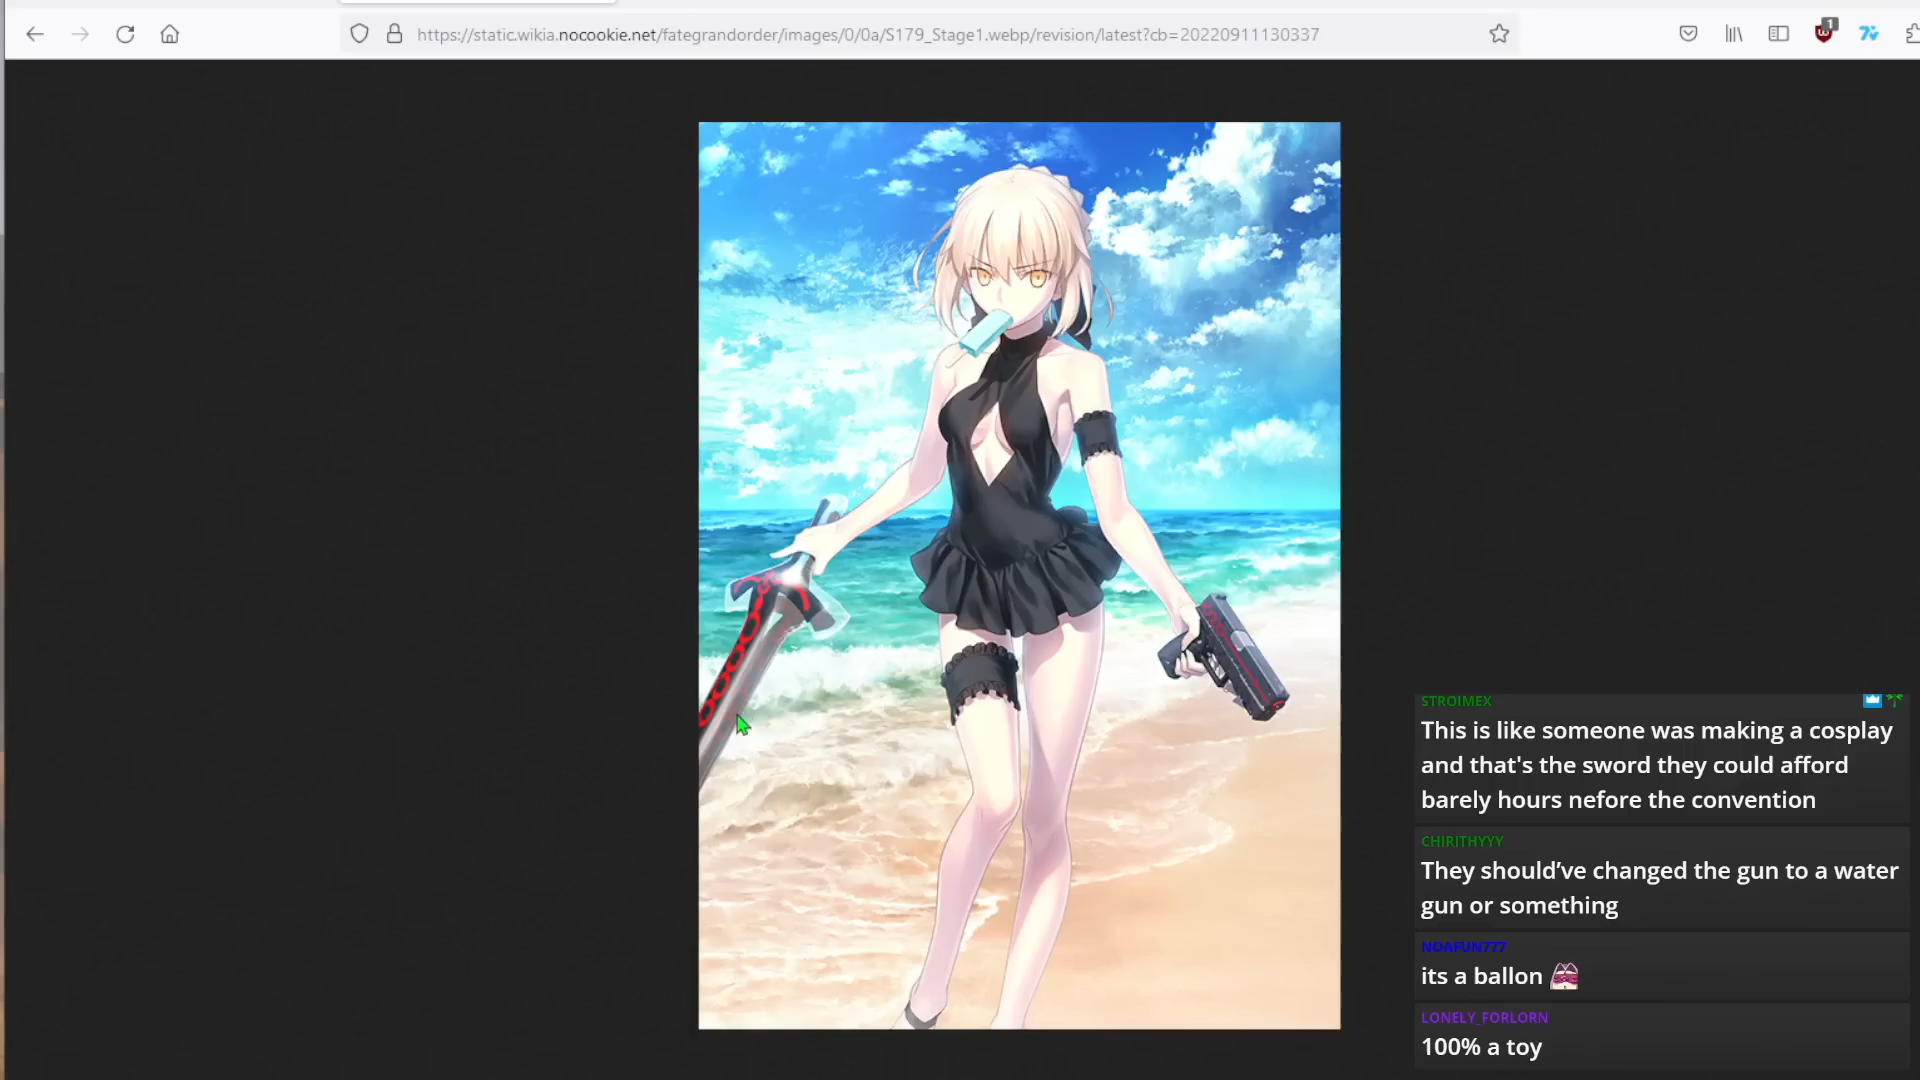 https://static.wikia.nocookie.net/fategrandorder/images/0/0a/S179_Stage1.webp/revision/latest?cb=20220911130337
1
STROIMEX
This is like someone was making a cosplay
and that's the sword they could afford
barely hours nefore the convention
CHIRITHYYY
They should’ve changed the gun to a water
gun or something
NOAFUN777
its a ballon
LONELY_FORLORN
100% a toy